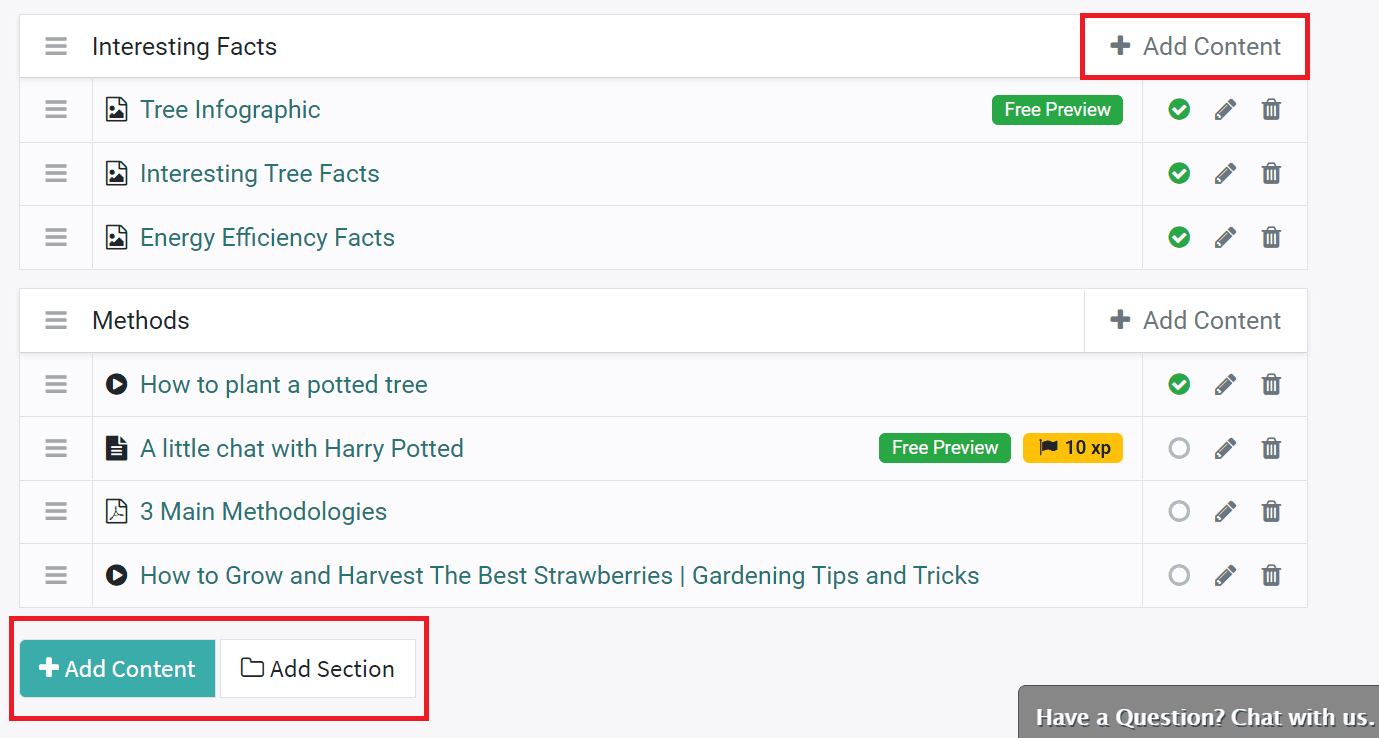 Interesting Facts Add Content
Tree Infographic Free Preview
Interesting Tree Facts
Energy Efficiency Facts
Methods Add Content
How to plant a potted tree
A little chat with Harry Potted Free Preview 10 xp
3 Main Methodologies
How to Grow and Harvest The Best Strawberries | Gardening Tips and Tricks
Add Content Add Section
Have a Question? Chat with us.